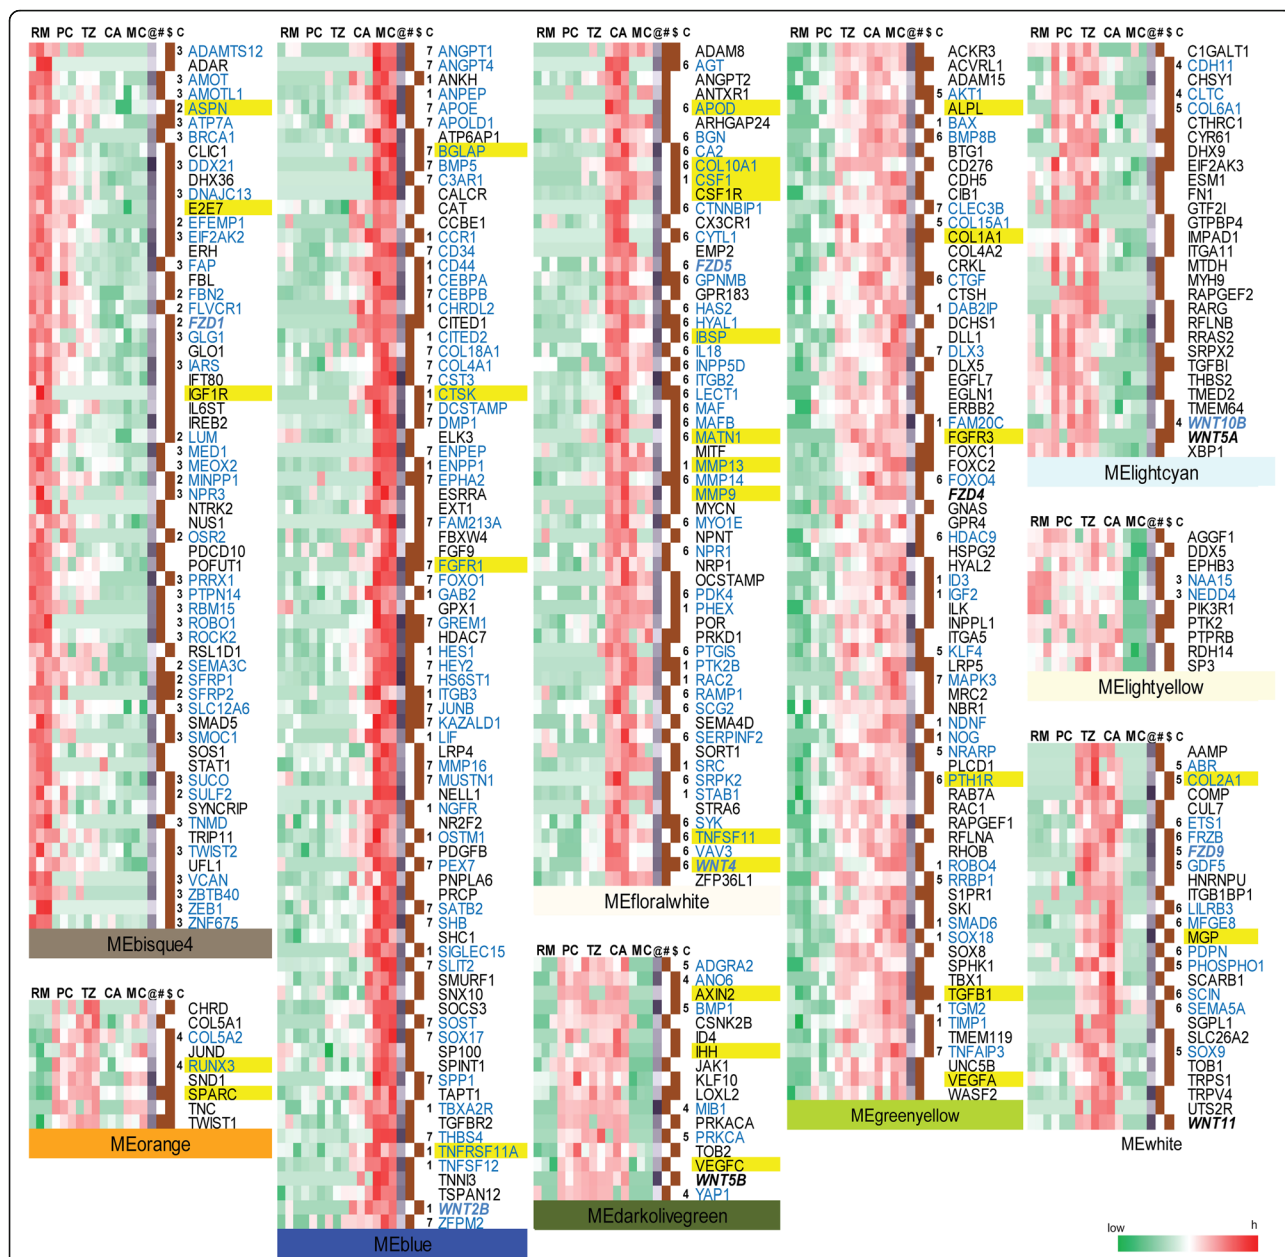 RM PC TZ CA MC@#$ C
3 ADAMTS12
ADAR
3 AMOT
3 AMOTL1
2 ASPN
3 ATP7A
3 BRCA1
CLIC1
3 DDX21
DHX36
3 DNAJC13
E2E7
2 EFEMP1
3 EIF2AK2
ERH
3 FAP
FBL
2 FBN2
2 FLVCR1
2 FZD1
3 GLG1
GLO1
3 IARS
IFT80
IGF1R
IL6ST
IREB2
2 LUM
3 MED1
3 MEOX2
2 MINPP1
3 NPR3
NTRK2
NUS1
2 OSR2
PDCD10
POFUT1
3 PRRX1
3 PTPN14
3 RBM15
3 ROBO1
3 ROCK2
RSL1D1
2 SEMA3C
2 SFRP1
2 SFRP2
3 SLC12A6
SMAD5
3 SMOC1
SOS1
STAT1
3 SUCO
2 SULF2
SYNCRIP
3 TNMD
TRIP11
3 TWIST2
UFL1
3 VCAN
3 ZBTB40
3 ZEB1
3 ZNF675
MEbisque4
RM PC TZ CA MC@#$ C
CHRD
COL5A1
4 COL5A2
JUND
4 RUNX3
SND1
SPARC
TNC
TWIST1
MEorange
RM PC TZ CA MC@#$ C
7 ANGPT1
7 ANGPT4
1 ANKH
1 ANPEP
7 APOE
7 APOLD1
ATP6AP1
7 BGLAP
7 BMP5
7 C3AR1
CALCR
CAT
CCBE1
1 CCR1
7 CD34
1 CD44
1 CEBPA
7 CEBPB
1 CHRDL2
CITED1
1 CITED2
7 COL18A1
7 COL4A1
7 CST3
1 CTSK
7 DCSTAMP
7 DMP1
ELK3
7 ENPEP
1 ENPP1
7 EPHA2
ESRRA
EXT1
7 FAM213A
FBXW4
FGF9
7 FGFR1
7 FOXO1
1 GAB2
GPX1
7 GREM1
HDAC7
1 HES1
7 HEY2
7 HS6ST1
1 ITGB3
7 JUNB
7 KAZALD1
1 LIF
LRP4
7 MMP16
7 MUSTN1
NELL1
1 NGFR
NR2F2
1 OSTM1
PDGFB
7 PEX7
PNPLA6
PRCP
7 SATB2
7 SHB
SHC1
1 SIGLEC15
7 SLIT2
SMURF1
SNX10
SOCS3
7 SOST
7 SOX17
SP100
SPINT1
7 SPP1
TAPT1
1 TBXA2R
TGFBR2
7 THBS4
1 TNFRSF11A
1 TNFSF12
TNNI3
TSPAN12
1 WNT2B
7 ZFPM2
MEblue
RM PC TZ CA MC@#$ C
ADAM8
6 AGT
ANGPT2
ANTXR1
6 APOD
ARHGAP24
6 BGN
6 CA2
6 COL10A1
1 CSF1
CSF1R
6 CTNNBIP1
CX3CR1
6 CYTL1
EMP2
6 FZD5
6 GPNMB
GPR183
6 HAS2
6 HYAL1
6 IBSP
6 IL18
6 INPP5D
6 ITGB2
6 LECT1
6 MAF
6 MAFB
6 MATN1
MITF
1 MMP13
6 MMP14
MMP9
MYCN
6 MYO1E
NPNT
6 NPR1
NRP1
OCSTAMP
6 PDK4
1 PHEX
POR
PRKD1
6 PTGIS
1 PTK2B
1 RAC2
6 RAMP1
6 SCG2
SEMA4D
6 SERPINF2
SORT1
1 SRC
6 SRPK2
1 STAB1
STRA6
6 SYK
6 TNFSF11
6 VAV3
6 WNT4
ZFP36L1
MEfloralwhite
RM PC TZ CA MC@#$ C
5 ADGRA2
4 ANO6
AXIN2
5 BMP1
CSNK2B
ID4
IHH
JAK1
KLF10
LOXL2
4 MIB1
PRKACA
5 PRKCA
TOB2
VEGFC
WNT5B
4 YAP1
MEdarkolivegreen
RM PC TZ CA MC@#$ C
ACKR3
ACVRL1
ADAM15
5 AKT1
ALPL
1 BAX
6 BMP8B
BTG1
CD276
CDH5
CIB1
7 CLEC3B
5 COL15A1
COL1A1
COL4A2
CRKL
6 CTGF
CTSH
1 DAB2IP
DCHS1
DLL1
7 DLX3
DLX5
EGFL7
EGLN1
ERBB2
1 FAM20C
FGFR3
FOXC1
FOXC2
6 FOXO4
FZD4
GNAS
GPR4
6 HDAC9
HSPG2
HYAL2
1 ID3
1 IGF2
ILK
INPPL1
ITGA5
5 KLF4
LRP5
7 MAPK3
MRC2
NBR1
1 NDNF
1 NOG
5 NRARP
PLCD1
6 PTH1R
RAB7A
RAC1
RAPGEF1
RFLNA
RHOB
1 ROBO4
5 RRBP1
S1PR1
SKI
1 SMAD6
1 SOX18
SOX8
SPHK1
TBX1
TGFB1
1 TGM2
1 TIMP1
TMEM119
7 TNFAIP3
UNC5B
VEGFA
WASF2
MEgreenyellow
RM PC TZ CA MC@#$ C
C1GALT1
4 CDH11
CHSY1
4 CLTC
5 COL6A1
CTHRC1
CYR61
DHX9
EIF2AK3
ESM1
FN1
GTF2I
GTPBP4
IMPAD1
ITGA11
MTDH
MYH9
RAPGEF2
RARG
RFLNB
RRAS2
SRPX2
TGFBI
THBS2
TMED2
TMEM64
4 WNT10B
WNT5A
XBP1
MElightcyan
RM PC TZ CA MC@#$ C
AGGF1
DDX5
EPHB3
3 NAA15
3 NEDD4
PIK3R1
PTK2
PTPRB
RDH14
SP3
MElightyellow
RM PC TZ CA MC@#$ C
AAMP
5 ABR
5 COL2A1
COMP
CUL7
6 ETS1
6 FRZB
5 FZD9
5 GDF5
HNRNPU
ITGB1BP1
6 LILRB3
6 MFGE8
MGP
6 PDPN
5 PHOSPHO1
SCARB1
6 SCIN
6 SEMA5A
SGPL1
SLC26A2
5 SOX9
TOB1
TRPS1
TRPV4
UTS2R
WNT11
MEwhite
low h